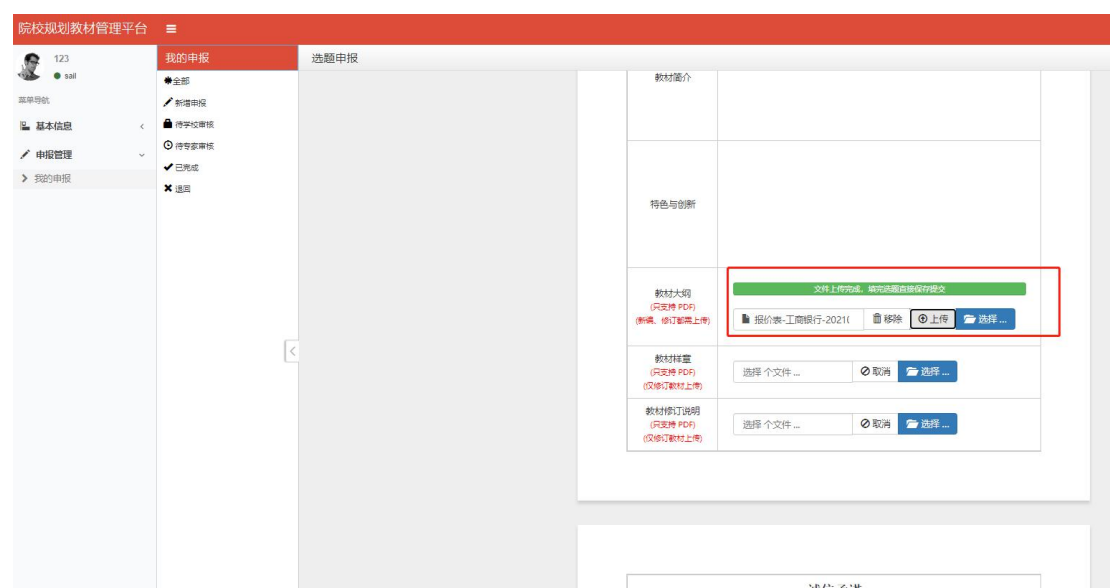 院校规划教材管理平台
123
sail
菜单导航
基本信息
申报管理
我的申报
我的申报
全部
新增申报
待学校审核
待专家审核
已完成
退回
选题申报
教材简介
特色与创新
教材大纲
(只支持 PDF)
(新编、修订都需上传)
文件上传完成，填完选题直接保存提交
报价表-工商银行-2021( 移除 上传 选择 ...
教材样章
(只支持 PDF)
(仅修订教材上传)
选择 个文件 ... 取消 选择 ...
教材修订说明
(只支持 PDF)
(仅修订教材上传)
选择 个文件 ... 取消 选择 ...